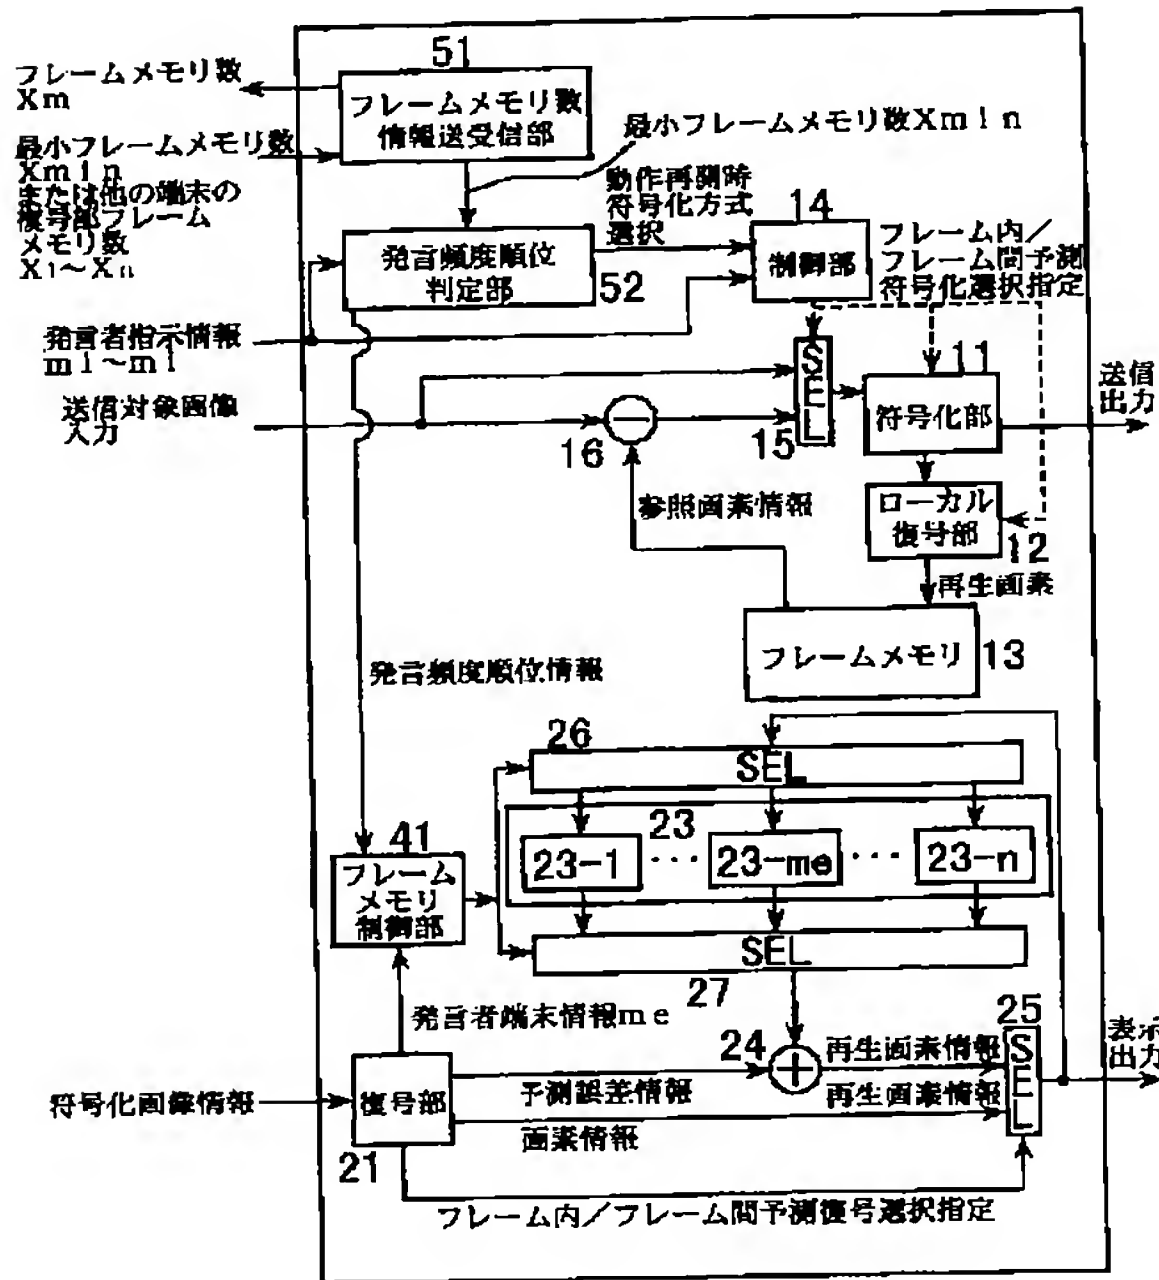 51
フレームメモリ数
Xm
フレームメモリ数
情報送受信部
最小フレームメモリ数Xmin
最小フレームメモリ数
Xmin
または他の端末の
復号部フレーム
メモリ数
X1~Xn
動作再開時
符号化方式
選択
14
制御部
フレーム内/
フレーム間予測
符号化選択指定
発言頻度順位
判定部
52
発言者指示情報
m1~ml
SEL
11
送信対象画像
入力
16
15
符号化部
送信
出力
参照画素情報
ローカル
復号部
12
再生画素
フレームメモリ
13
発言頻度順位情報
26
SEL
23
23-1
・・・
23-me
・・・
23-n
41
フレーム
メモリ
制御部
SEL
27
発言者端末情報me
24
再生画素情報
25
SEL
表示
出力
符号化画像情報
復号部
予測誤差情報
再生画素情報
画素情報
21
フレーム内/フレーム間予測復号選択指定